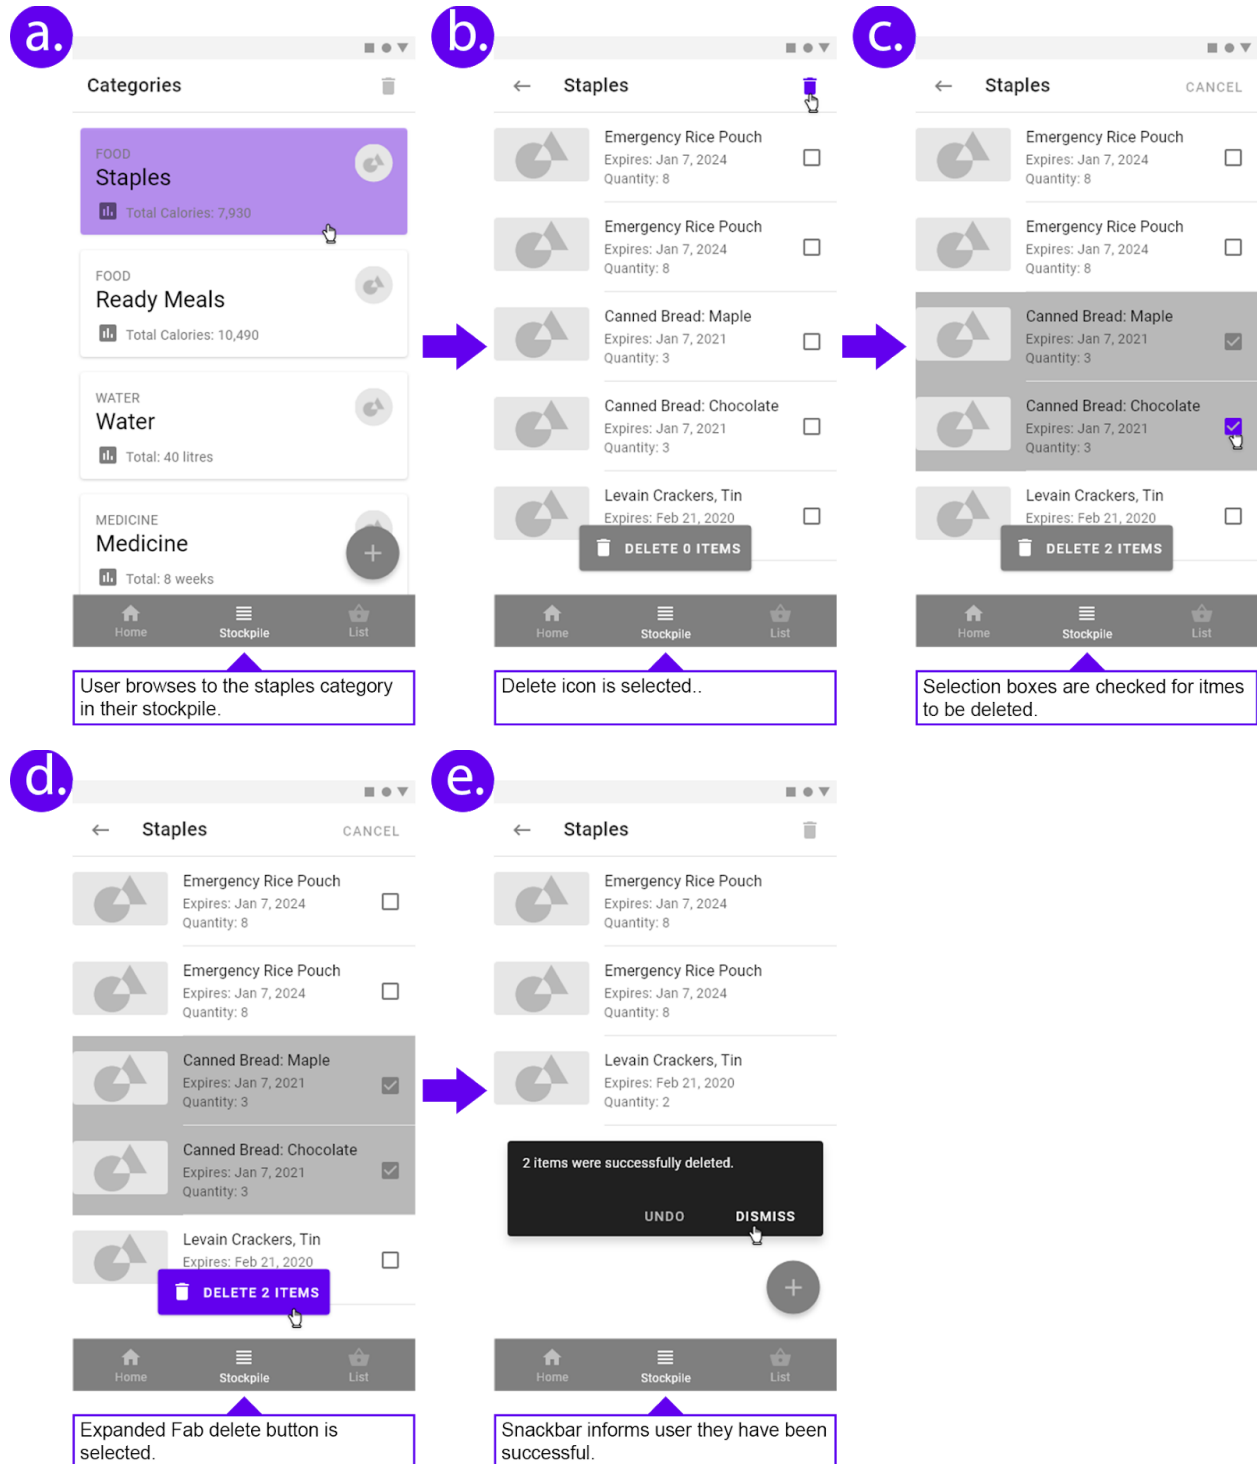 a.
Categories
FOOD
Staples
Total Calories: 7,930
FOOD
Ready Meals
Total Calories: 10,490
WATER
Water
Total: 40 litres
MEDICINE
Medicine
Total: 8 weeks
+
Home
Stockpile
List
User browses to the staples category
in their stockpile.
b.
Staples
Emergency Rice Pouch
Expires: Jan 7, 2024
Quantity: 8
Emergency Rice Pouch
Expires: Jan 7, 2024
Quantity: 8
Canned Bread: Maple
Expires: Jan 7, 2021
Quantity: 3
Canned Bread: Chocolate
Expires: Jan 7, 2021
Quantity: 3
Levain Crackers, Tin
Expires: Feb 21, 2020
DELETE 0 ITEMS
Home
Stockpile
List
Delete icon is selected..
c.
Staples
CANCEL
Emergency Rice Pouch
Expires: Jan 7, 2024
Quantity: 8
Emergency Rice Pouch
Expires: Jan 7, 2024
Quantity: 8
Canned Bread: Maple
Expires: Jan 7, 2021
Quantity: 3
Canned Bread: Chocolate
Expires: Jan 7, 2021
Quantity: 3
Levain Crackers, Tin
Expires: Feb 21, 2020
DELETE 2 ITEMS
Home
Stockpile
List
Selection boxes are checked for itmes
to be deleted.
d.
Staples
CANCEL
Emergency Rice Pouch
Expires: Jan 7, 2024
Quantity: 8
Emergency Rice Pouch
Expires: Jan 7, 2024
Quantity: 8
Canned Bread: Maple
Expires: Jan 7, 2021
Quantity: 3
Canned Bread: Chocolate
Expires: Jan 7, 2021
Quantity: 3
Levain Crackers, Tin
Expires: Feb 21, 2020
DELETE 2 ITEMS
Home
Stockpile
List
Expanded Fab delete button is
selected.
e.
Staples
Emergency Rice Pouch
Expires: Jan 7, 2024
Quantity: 8
Emergency Rice Pouch
Expires: Jan 7, 2024
Quantity: 8
Levain Crackers, Tin
Expires: Feb 21, 2020
Quantity: 2
2 items were successfully deleted.
UNDO
DISMISS
+
Home
Stockpile
List
Snackbar informs user they have been
successful.